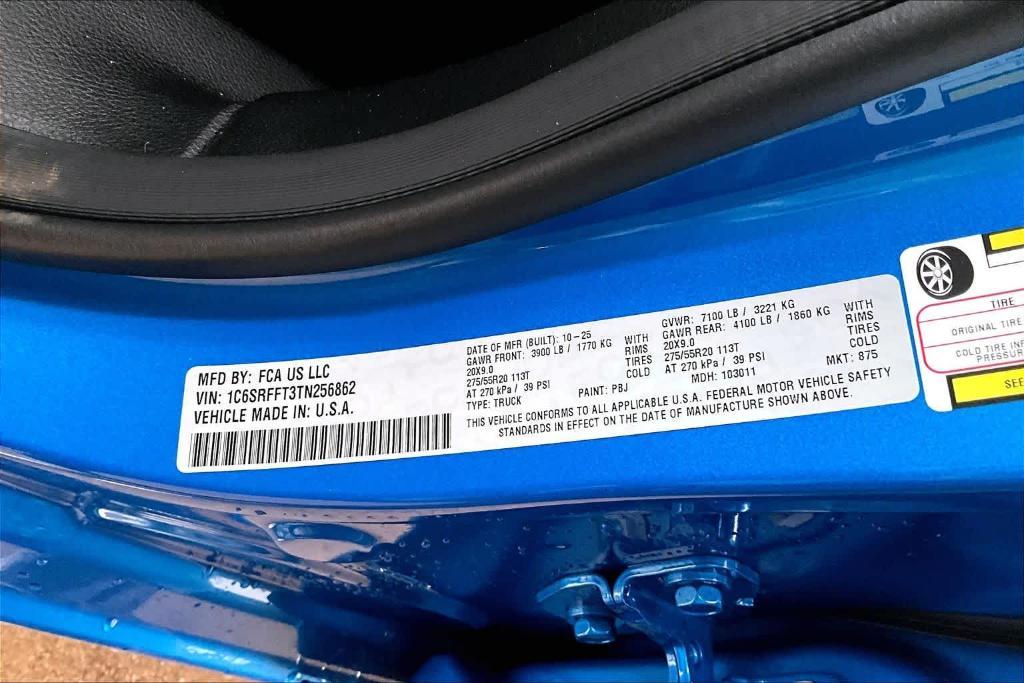 MFD BY: FCA US LLC
VIN: 1C6SRFFT3TN256862
VEHICLE MADE IN: U.S.A.
DATE OF MFR (BUILT): 10-25
GAWR FRONT: 3900 LB / 1770 KG WITH
20X9.0 RIMS
275/55R20 113T TIRES
AT 270 kPa / 39 PSI COLD
TYPE: TRUCK PAINT: PBJ
GVWR: 7100 LB / 3221 KG
GAWR REAR: 4100 LB / 1860 KG WITH
20X9.0 RIMS
275/55R20 113T TIRES
AT 270 kPa / 39 PSI COLD
MDH: 103011 MKT: 875
THIS VEHICLE CONFORMS TO ALL APPLICABLE U.S.A. FEDERAL MOTOR VEHICLE SAFETY
STANDARDS IN EFFECT ON THE DATE OF MANUFACTURE SHOWN ABOVE.
TIRE
ORIGINAL TIRE
COLD TIRE INF
PRESSUR
SEE